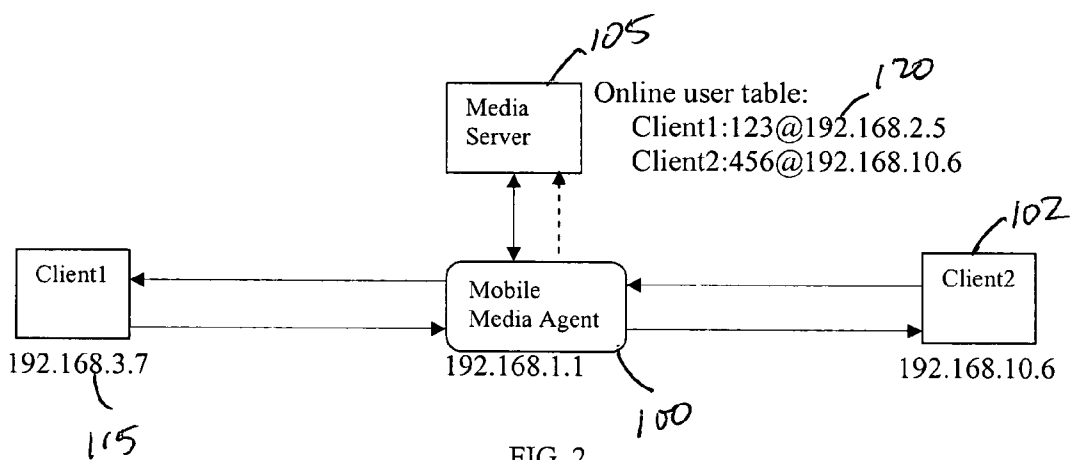 105
Media
Server
Online user table:
120
Client1:123@192.168.2.5
Client2:456@192.168.10.6
102
Client1
Mobile
Media Agent
Client2
192.168.3.7
192.168.1.1
192.168.10.6
115
100
FIG. 2